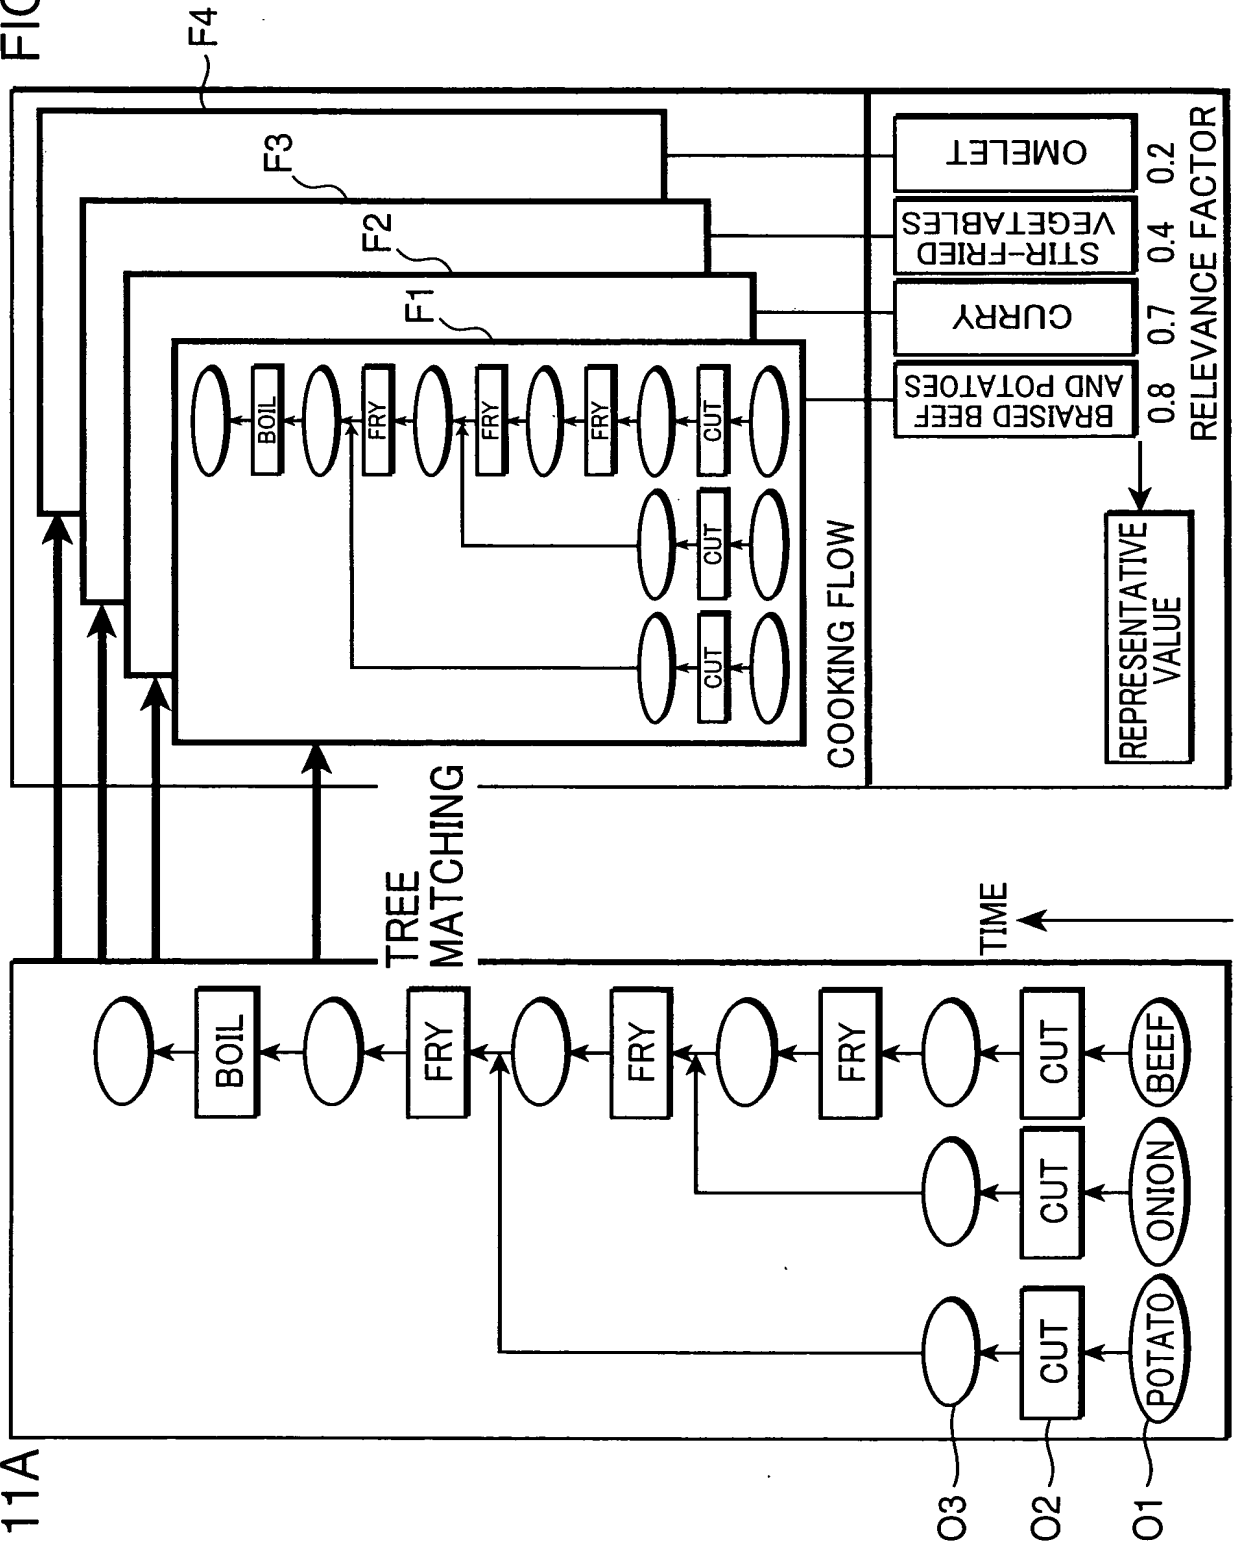 11A
FIG
POTATO
ONION
BEEF
CUT
CUT
CUT
FRY
FRY
FRY
BOIL
O1
O2
O3
TIME
TREE
MATCHING
F1
F2
F3
F4
BOIL
FRY
FRY
FRY
CUT
CUT
CUT
COOKING FLOW
BRAISED BEEF
AND POTATOES
CURRY
STIR-FRIED
VEGETABLES
OMELET
0.8
0.7
0.4
0.2
RELEVANCE FACTOR
REPRESENTATIVE
VALUE